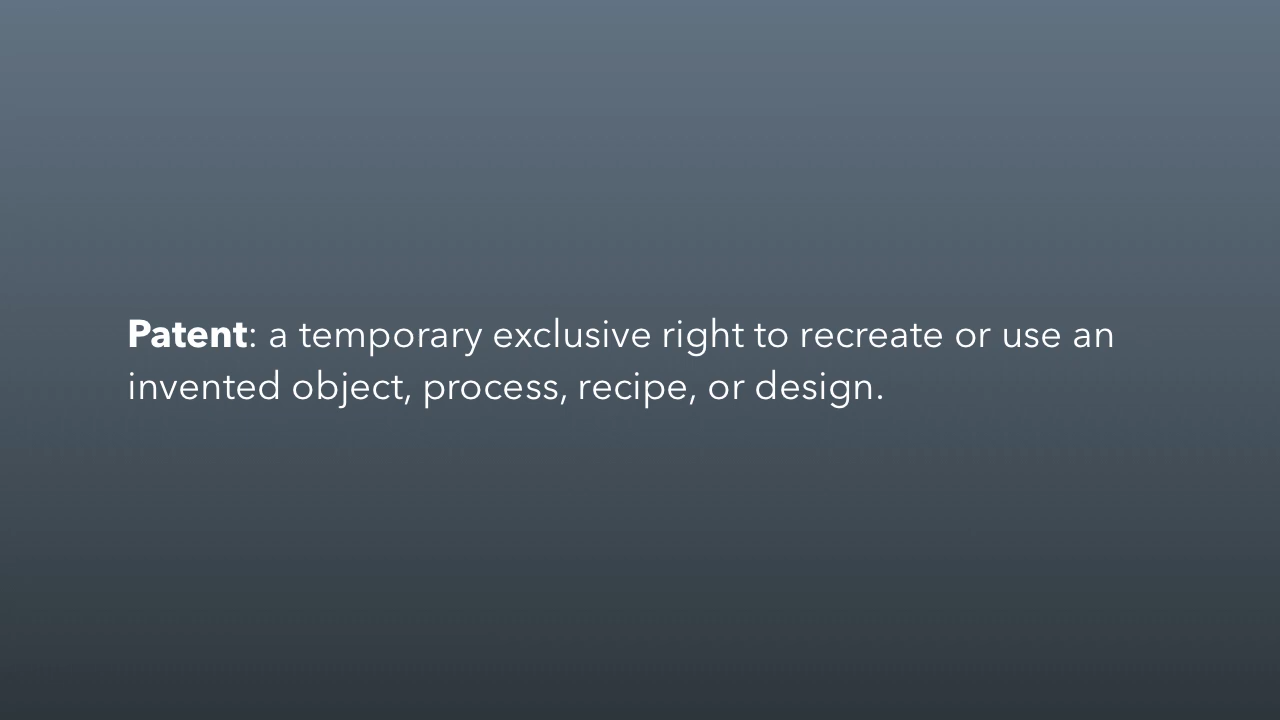 Patent: a temporary exclusive right to recreate or use an
invented object, process, recipe, or design.